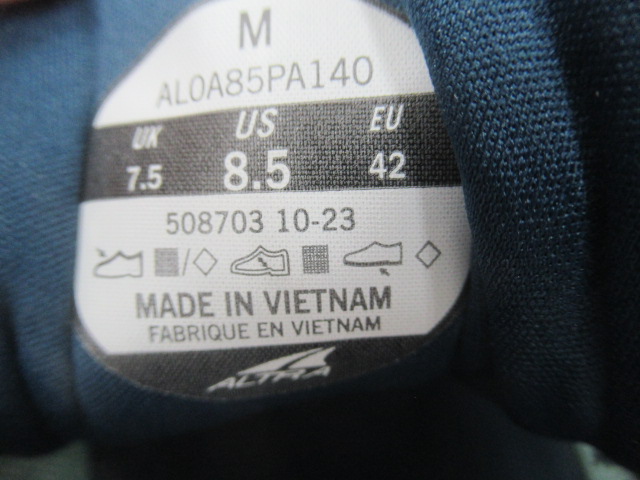 M
AL0A85PA140
UK US EU
7.5 8.5 42
508703 10-23
/
MADE IN VIETNAM
FABRIQUE EN VIETNAM
ALTRA